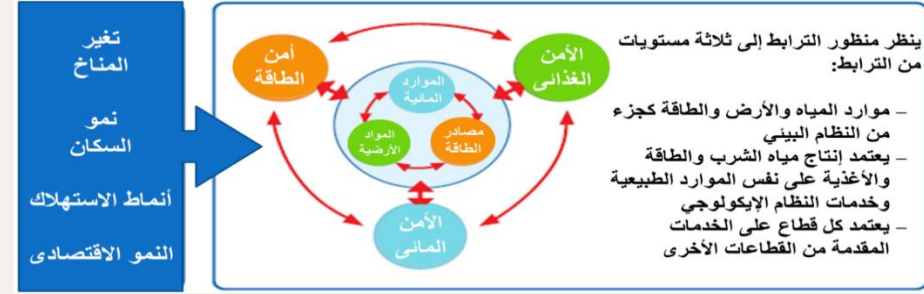 ينظر منظور الترابط إلى ثلاثة مستويات
من الترابط:
– موارد المياه والأرض والطاقة كجزء
من النظام البيئي
– يعتمد إنتاج مياه الشرب والطاقة
والأغذية على نفس الموارد الطبيعية
وخدمات النظام الإيكولوجي
– يعتمد كل قطاع على الخدمات
المقدمة من القطاعات الأخرى
الأمن
الغذائى
أمن
الطاقة
الموارد
المائية
مصادر
الطاقة
المواد
الأرضية
الأمن
المائى
تغير
المناخ
نمو
السكان
أنماط الاستهلاك
النمو الاقتصادى